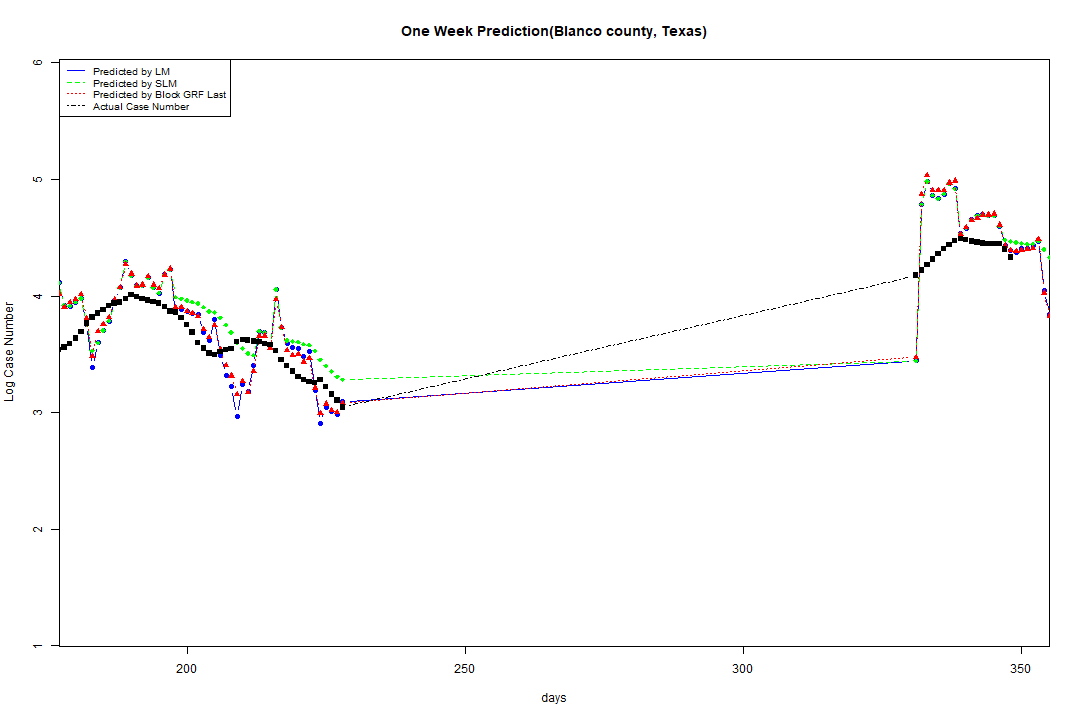 One Week Prediction(Blanco county, Texas)
Predicted by LM
Predicted by SLM
Predicted by Block GRF Last
Actual Case Number
6
5
4
3
2
1
Log Case Number
200
250
300
350
days